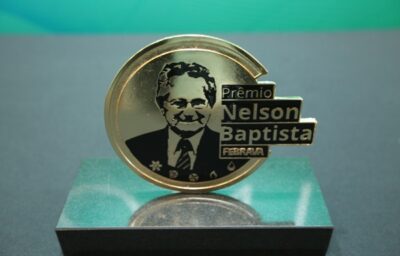 Prêmio
Nelson
Baptista
FEBRAVA